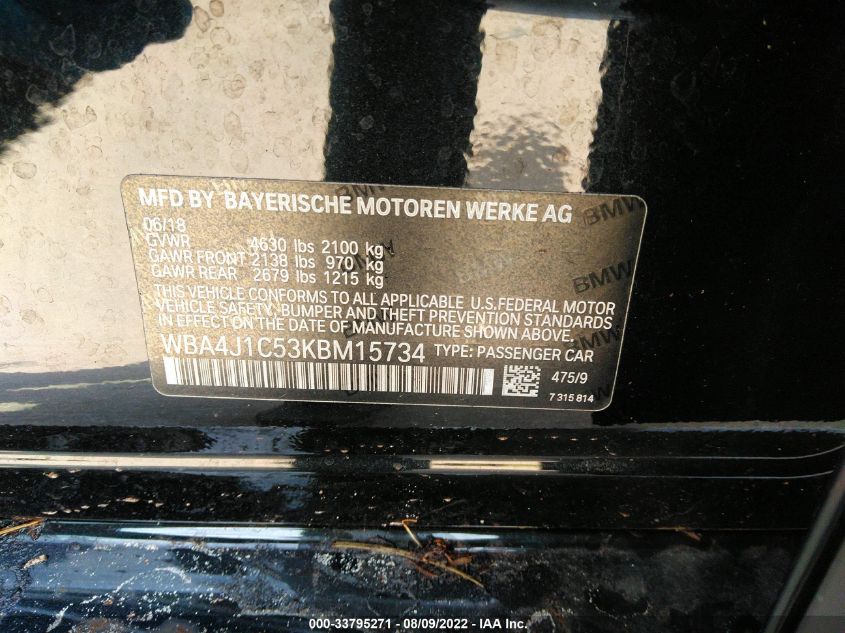 MFD BY BAYERISCHE MOTOREN WERKE AG
06/18
GVWR 4630 lbs 2100 kg
GAWR FRONT 2138 lbs 970 kg
GAWR REAR 2679 lbs 1215 kg
THIS VEHICLE CONFORMS TO ALL APPLICABLE U.S.FEDERAL MOTOR
VEHICLE SAFETY, BUMPER AND THEFT PREVENTION STANDARDS
IN EFFECT ON THE DATE OF MANUFACTURE SHOWN ABOVE.
WBA4J1C53KBM15734 TYPE: PASSENGER CAR
475/9
7 315 814
BMW
BMW
000-33795271 - 08/09/2022 - IAA Inc.